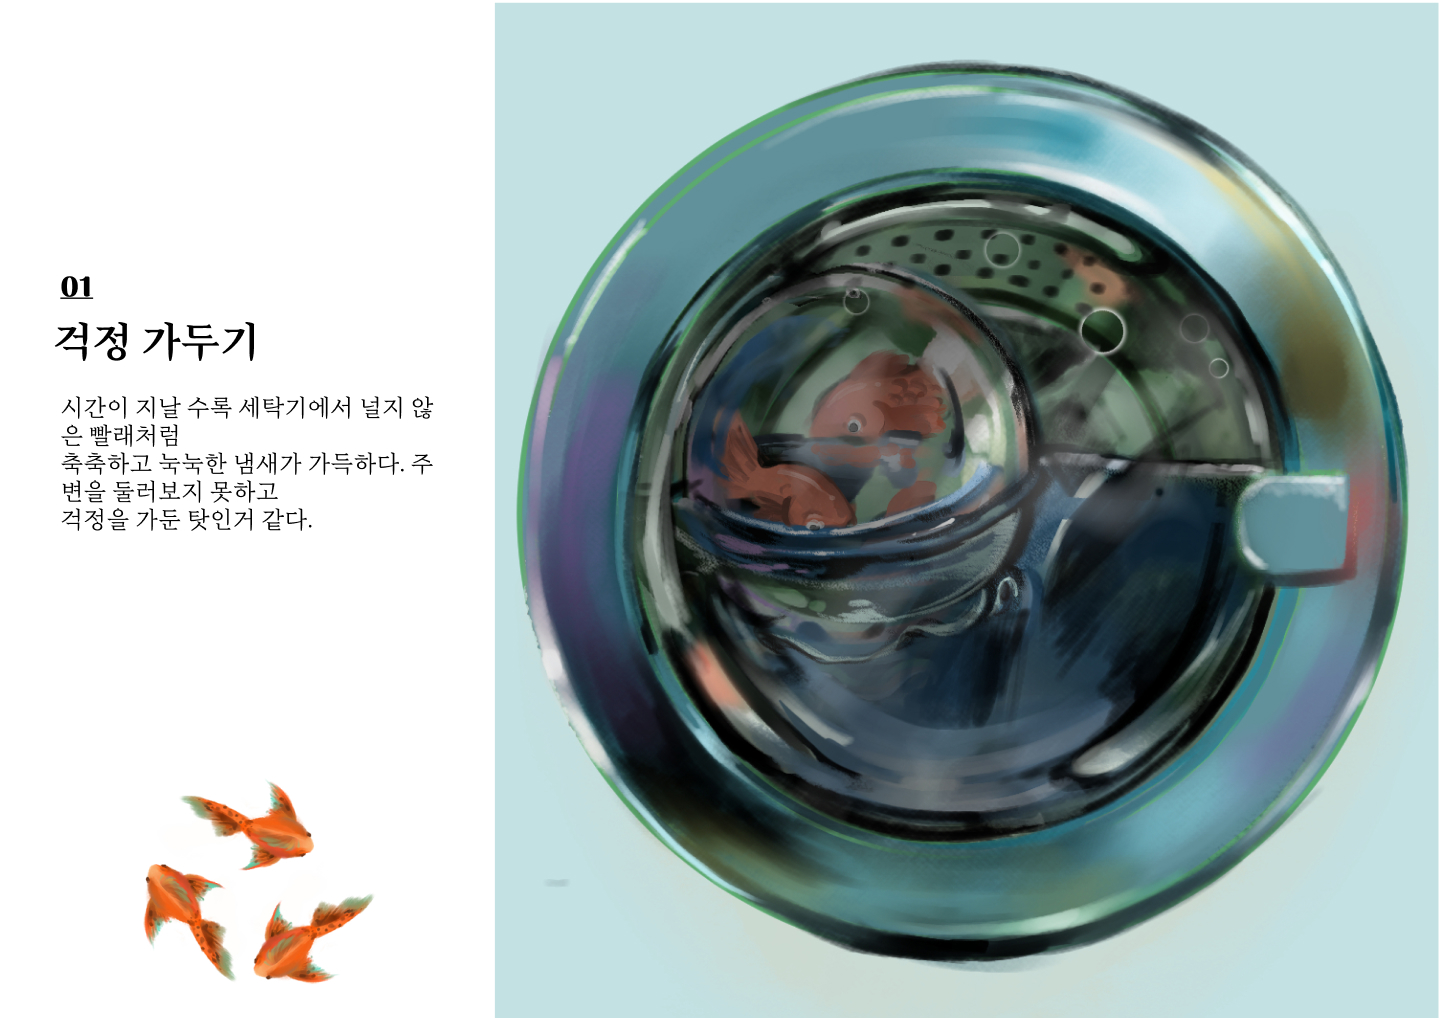 01
걱정 가두기
시간이 지날 수록 세탁기에서 널지 않
은 빨래처럼
축축하고 눅눅한 냄새가 가득하다. 주
변을 둘러보지 못하고
걱정을 가둔 탓인거 같다.